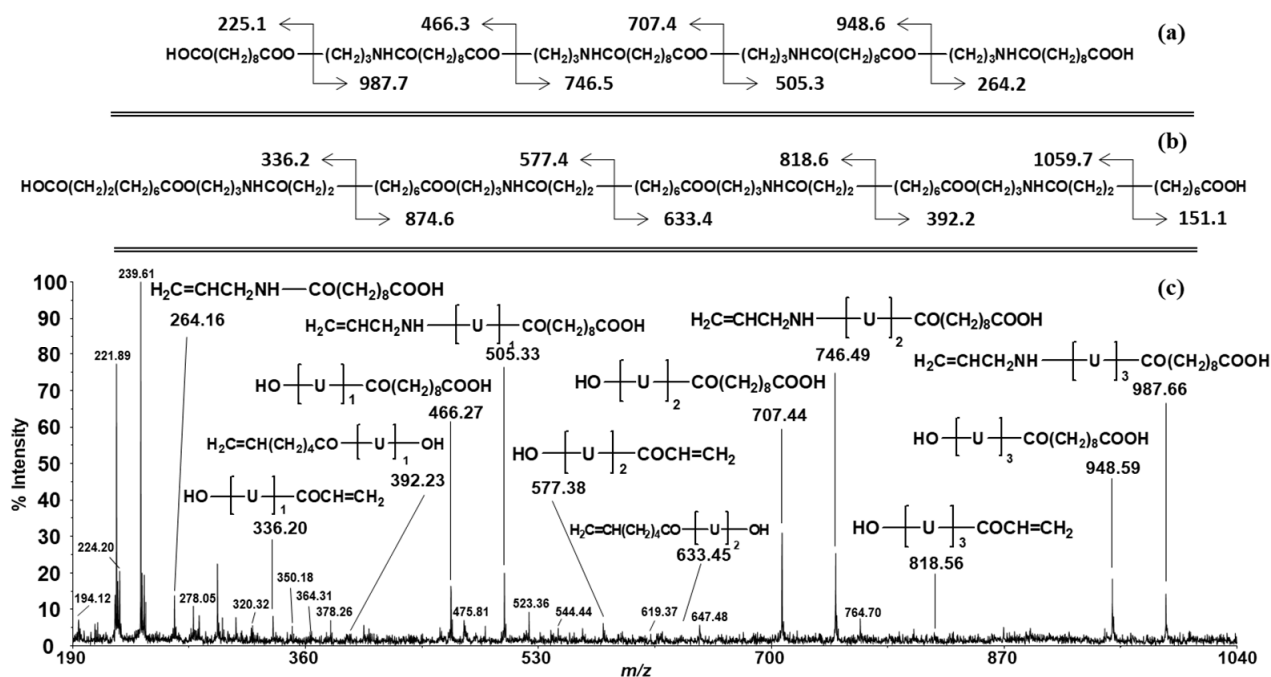 225.1 466.3 707.4 948.6 (a)
HOCO(CH₂)₈COO (CH₂)₃NHCO(CH₂)₈COO (CH₂)₃NHCO(CH₂)₈COO (CH₂)₃NHCO(CH₂)₈COO (CH₂)₃NHCO(CH₂)₈COOH
987.7 746.5 505.3 264.2
(b)
336.2 577.4 818.6 1059.7
HOCO(CH₂)₂(CH₂)₆COO(CH₂)₃NHCO(CH₂)₂ (CH₂)₆COO(CH₂)₃NHCO(CH₂)₂ (CH₂)₆COO(CH₂)₃NHCO(CH₂)₂ (CH₂)₆COO(CH₂)₃NHCO(CH₂)₂ (CH₂)₆COOH
874.6 633.4 392.2 151.1
(c)
% Intensity
100
90
80
70
60
50
40
30
20
10
0
239.61
H₂C=CHCH₂NH CO(CH₂)₈COOH
264.16
H₂C=CHCH₂NH [U]₁ CO(CH₂)₈COOH
505.33
H₂C=CHCH₂NH [U]₂ CO(CH₂)₈COOH
746.49
H₂C=CHCH₂NH [U]₃ CO(CH₂)₈COOH
987.66
221.89
HO [U]₁ CO(CH₂)₈COOH
466.27
HO [U]₂ CO(CH₂)₈COOH
707.44
HO [U]₃ CO(CH₂)₈COOH
948.59
H₂C=CH(CH₂)₄CO [U]₁ OH
392.23
HO [U]₂ COCH=CH₂
577.38
HO [U]₁ COCH=CH₂
336.20
H₂C=CH(CH₂)₄CO [U]₂ OH
633.45
HO [U]₃ COCH=CH₂
818.56
224.20
194.12
278.05
320.32
350.18
364.31
378.26
475.81
523.36
544.44
619.37
647.48
764.70
190 360 530 700 870 1040
m/z